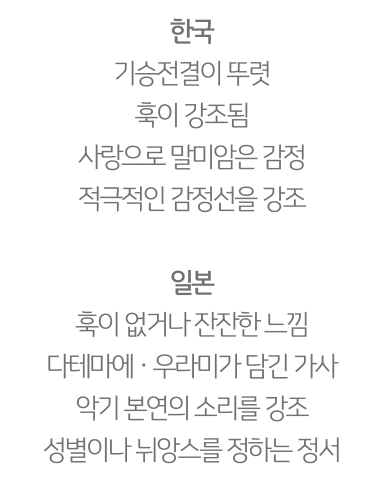 한국
기승전결이 뚜렷
훅이 강조됨
사랑으로 말미암은 감정
적극적인 감정선을 강조
일본
훅이 없거나 잔잔한 느낌
다테마에 · 우라미가 담긴 가사
악기 본연의 소리를 강조
성별이나 뉘앙스를 정하는 정서